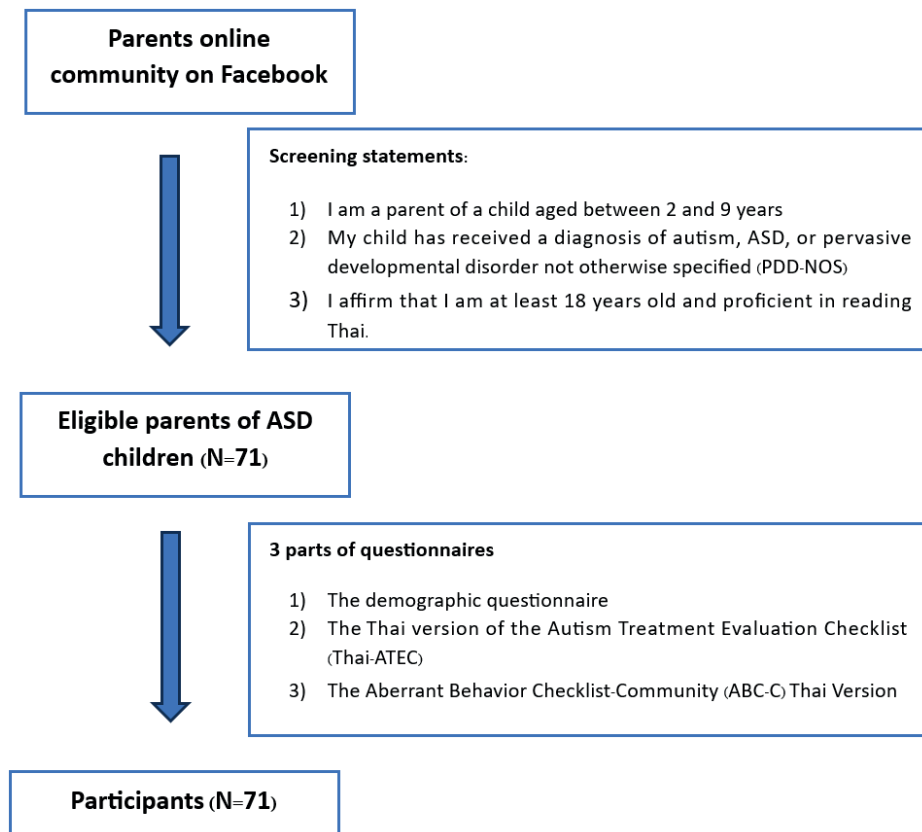 Parents online
community on Facebook
Screening statements:
1) I am a parent of a child aged between 2 and 9 years
2) My child has received a diagnosis of autism, ASD, or pervasive
developmental disorder not otherwise specified (PDD-NOS)
3) I affirm that I am at least 18 years old and proficient in reading
Thai.
Eligible parents of ASD
children (N=71)
3 parts of questionnaires
1) The demographic questionnaire
2) The Thai version of the Autism Treatment Evaluation Checklist
(Thai-ATEC)
3) The Aberrant Behavior Checklist-Community (ABC-C) Thai Version
Participants (N=71)